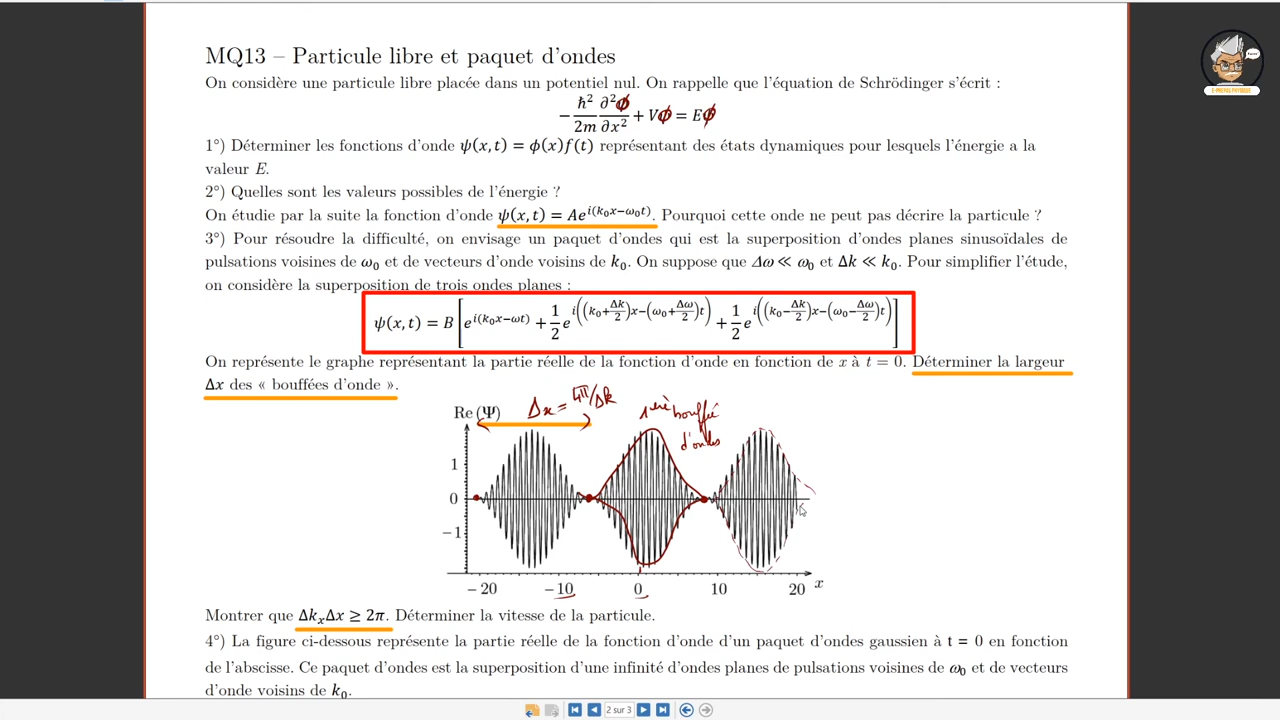 MQ13 – Particule libre et paquet d'ondes
On considère une particule libre placée dans un potentiel nul. On rappelle que l'équation de Schrödinger s'écrit :
− ħ²/2m ∂²ϕ/∂x² + Vϕ = Eϕ
1°) Déterminer les fonctions d'onde ψ(x, t) = ϕ(x)f(t) représentant des états dynamiques pour lesquels l'énergie a la
valeur E.
2°) Quelles sont les valeurs possibles de l'énergie ?
On étudie par la suite la fonction d'onde ψ(x, t) = Ae^{i(k₀x−ω₀t)}. Pourquoi cette onde ne peut pas décrire la particule ?
3°) Pour résoudre la difficulté, on envisage un paquet d'ondes qui est la superposition d'ondes planes sinusoïdales de
pulsations voisines de ω₀ et de vecteurs d'onde voisins de k₀. On suppose que Δω ≪ ω₀ et Δk ≪ k₀. Pour simplifier l'étude,
on considère la superposition de trois ondes planes :
ψ(x, t) = B [e^{i(k₀x−ωt)} + 1/2 e^{i((k₀+Δk/2)x−(ω₀+Δω/2)t)} + 1/2 e^{i((k₀−Δk/2)x−(ω₀−Δω/2)t)}]
On représente le graphe représentant la partie réelle de la fonction d'onde en fonction de x à t = 0. Déterminer la largeur
Δx des « bouffées d'onde ».
Re (Ψ)
Δx = 4π/Δk
1ère bouffée
d'ondes
1
0
−1
−20 −10 0 10 20 x
Montrer que Δkₓ Δx ≥ 2π. Déterminer la vitesse de la particule.
4°) La figure ci-dessous représente la partie réelle de la fonction d'onde d'un paquet d'ondes gaussien à t = 0 en fonction
de l'abscisse. Ce paquet d'ondes est la superposition d'une infinité d'ondes planes de pulsations voisines de ω₀ et de vecteurs
d'onde voisins de k₀.
2 sur 3